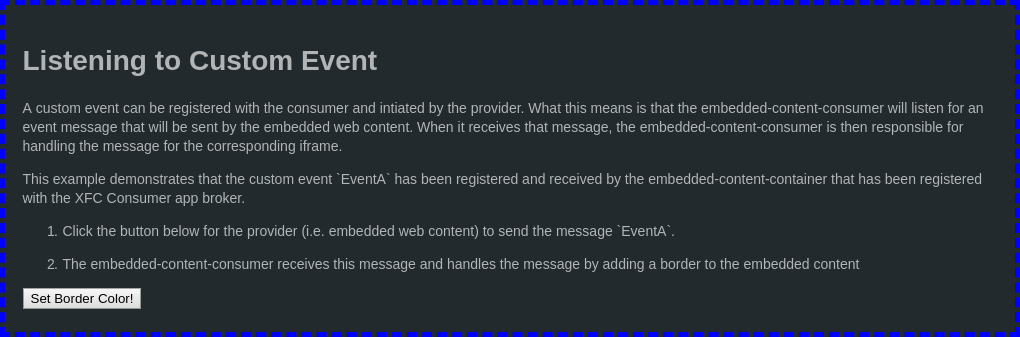 Listening to Custom Event
A custom event can be registered with the consumer and intiated by the provider. What this means is that the embedded-content-consumer will listen for an
event message that will be sent by the embedded web content. When it receives that message, the embedded-content-consumer is then responsible for
handling the message for the corresponding iframe.
This example demonstrates that the custom event `EventA` has been registered and received by the embedded-content-container that has been registered
with the XFC Consumer app broker.
1. Click the button below for the provider (i.e. embedded web content) to send the message `EventA`.
2. The embedded-content-consumer receives this message and handles the message by adding a border to the embedded content
Set Border Color!